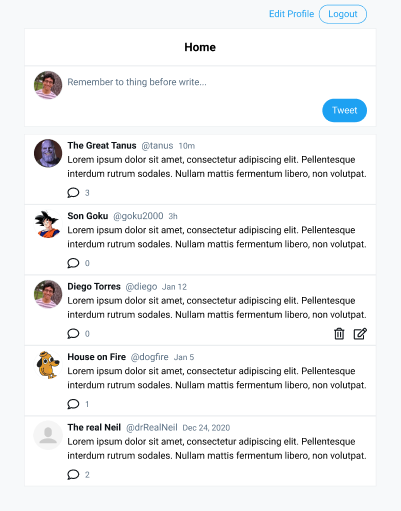 Edit Profile Logout
Home
Remember to thing before write...
Tweet
The Great Tanus @tanus 10m
Lorem ipsum dolor sit amet, consectetur adipiscing elit. Pellentesque
interdum rutrum sodales. Nullam mattis fermentum libero, non volutpat.
3
Son Goku @goku2000 3h
Lorem ipsum dolor sit amet, consectetur adipiscing elit. Pellentesque
interdum rutrum sodales. Nullam mattis fermentum libero, non volutpat.
0
Diego Torres @diego Jan 12
Lorem ipsum dolor sit amet, consectetur adipiscing elit. Pellentesque
interdum rutrum sodales. Nullam mattis fermentum libero, non volutpat.
0
House on Fire @dogfire Jan 5
Lorem ipsum dolor sit amet, consectetur adipiscing elit. Pellentesque
interdum rutrum sodales. Nullam mattis fermentum libero, non volutpat.
1
The real Neil @drRealNeil Dec 24, 2020
Lorem ipsum dolor sit amet, consectetur adipiscing elit. Pellentesque
interdum rutrum sodales. Nullam mattis fermentum libero, non volutpat.
2